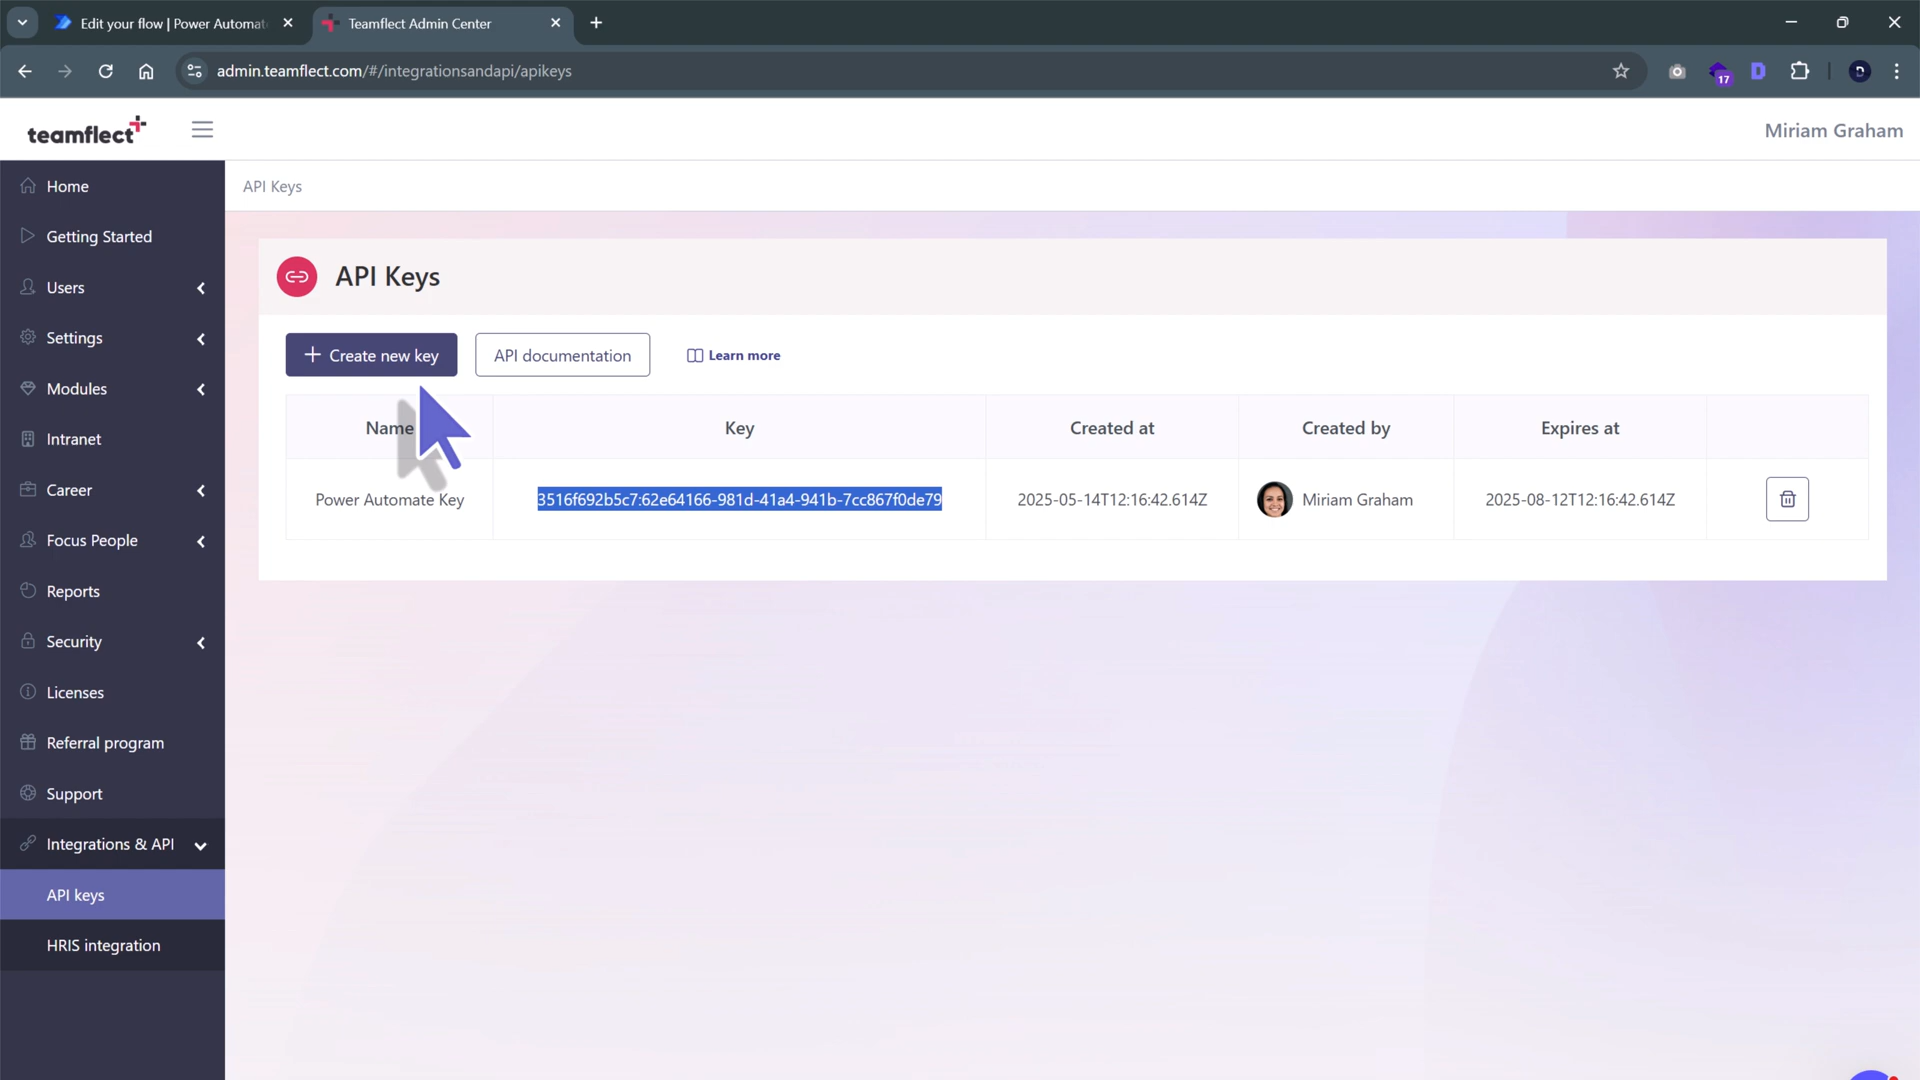 Edit your flow | Power Automat
Teamflect Admin Center
admin.teamflect.com/#/integrationsandapi/apikeys
17
D
D
teamflect
Miriam Graham
Home
Getting Started
Users
Settings
Modules
Intranet
Career
Focus People
Reports
Security
Licenses
Referral program
Support
Integrations & API
API keys
HRIS integration
API Keys
API Keys
+ Create new key
API documentation
Learn more
Name Key Created at Created by Expires at
Power Automate Key 3516f692b5c7:62e64166-981d-41a4-941b-7cc867f0de79 2025-05-14T12:16:42.614Z Miriam Graham 2025-08-12T12:16:42.614Z